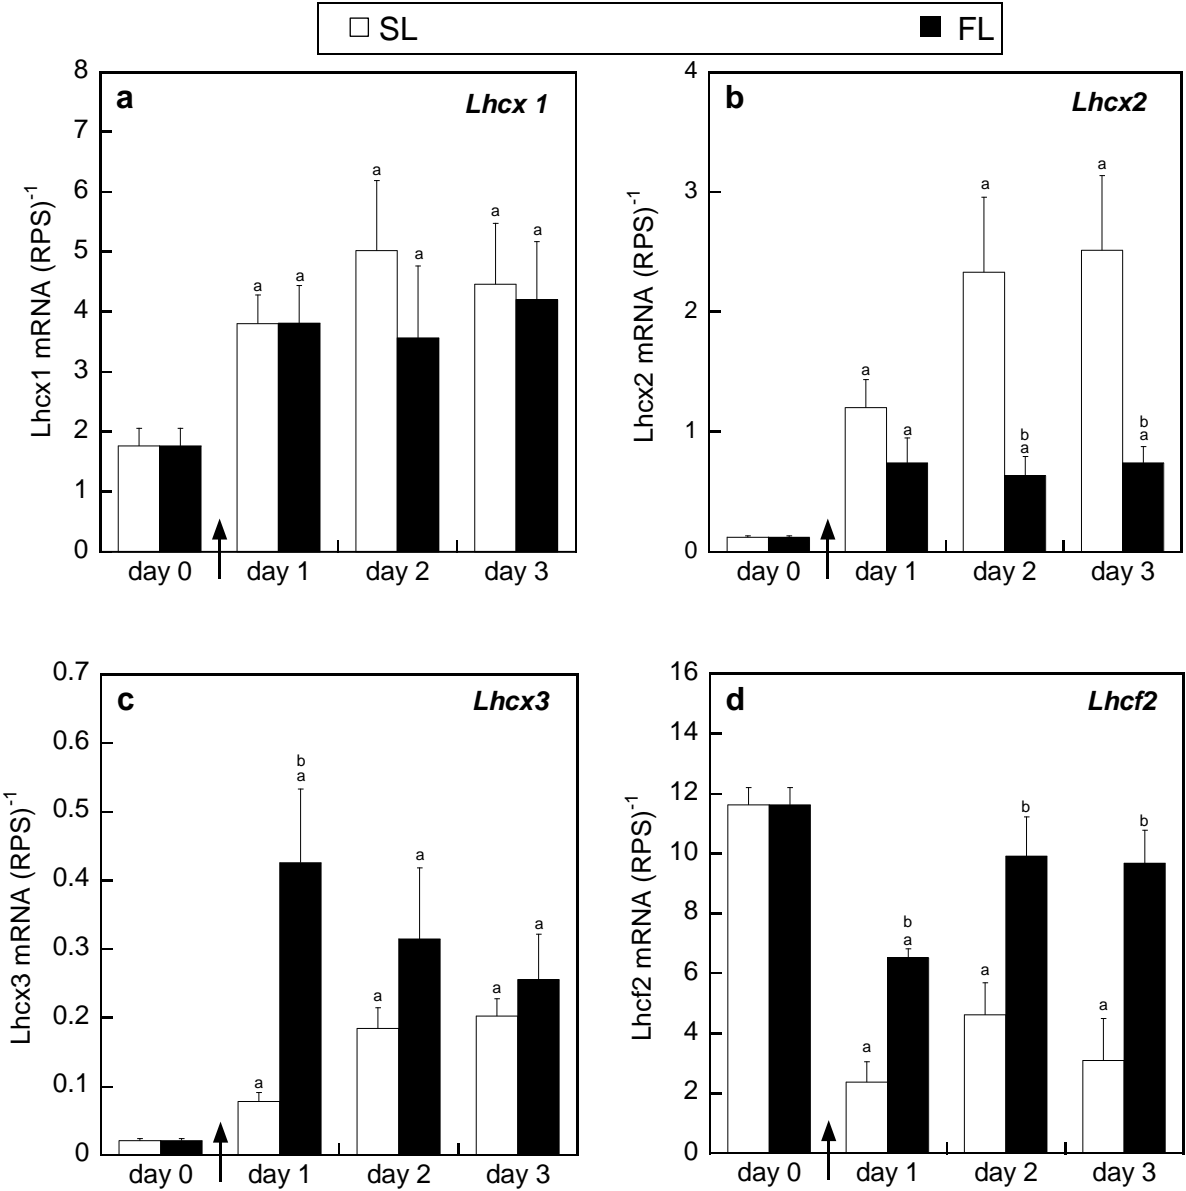 SL FL
a Lhcx 1
Lhcx1 mRNA (RPS)-1
8
7
6
5
4
3
2
1
0
a a a a a a
day 0 day 1 day 2 day 3
b Lhcx2
Lhcx2 mRNA (RPS)-1
4
3
2
1
0
a a a b a a b a
day 0 day 1 day 2 day 3
c Lhcx3
Lhcx3 mRNA (RPS)-1
0.7
0.6
0.5
0.4
0.3
0.2
0.1
0
a b a a a a a
day 0 day 1 day 2 day 3
d Lhcf2
Lhcf2 mRNA (RPS)-1
16
14
12
10
8
6
4
2
0
a b a a b a b
day 0 day 1 day 2 day 3